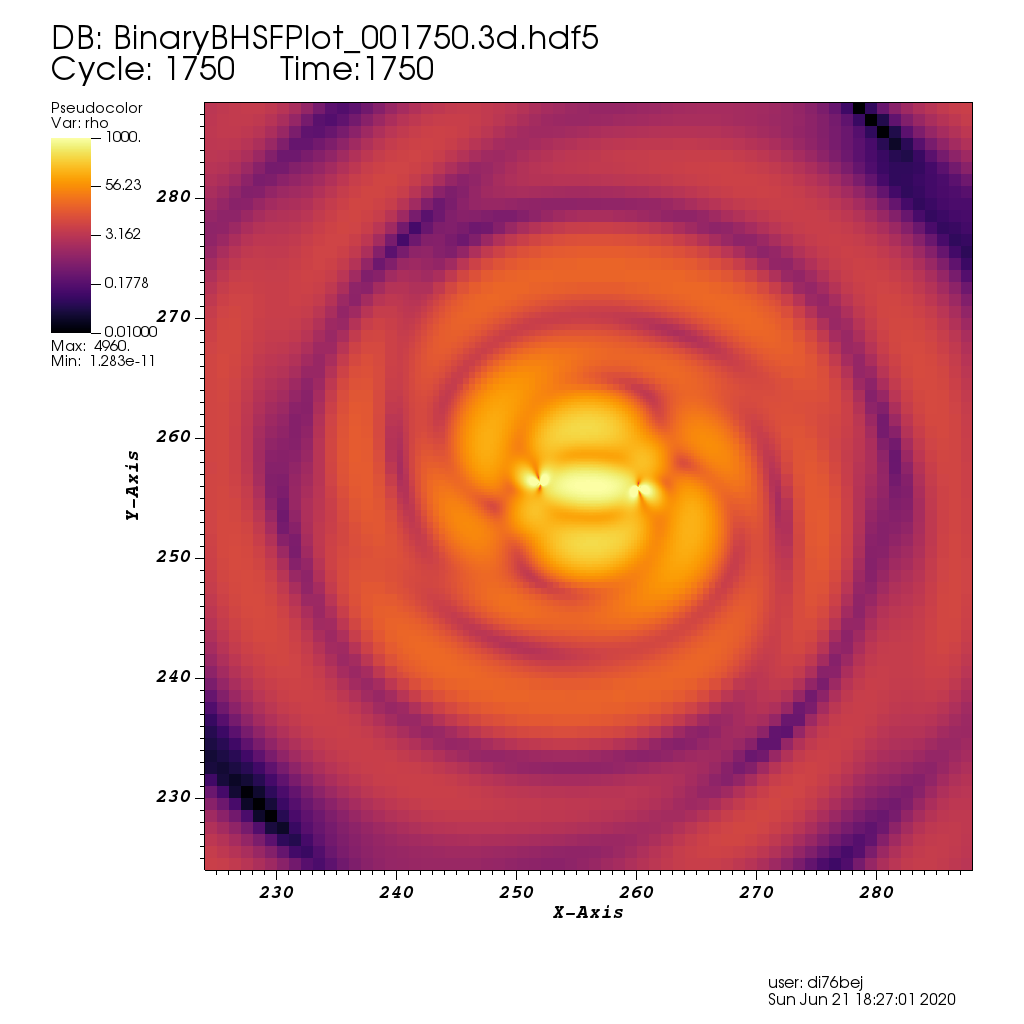 DB: BinaryBHSFPlot_001750.3d.hdf5
Cycle: 1750 Time:1750
Pseudocolor
Var: rho
1000.
56.23
3.162
0.1778
0.01000
Max: 4960.
Min: 1.283e-11
280
270
260
250
240
230
Y-Axis
230 240 250 260 270 280
X-Axis
user: di76bej
Sun Jun 21 18:27:01 2020